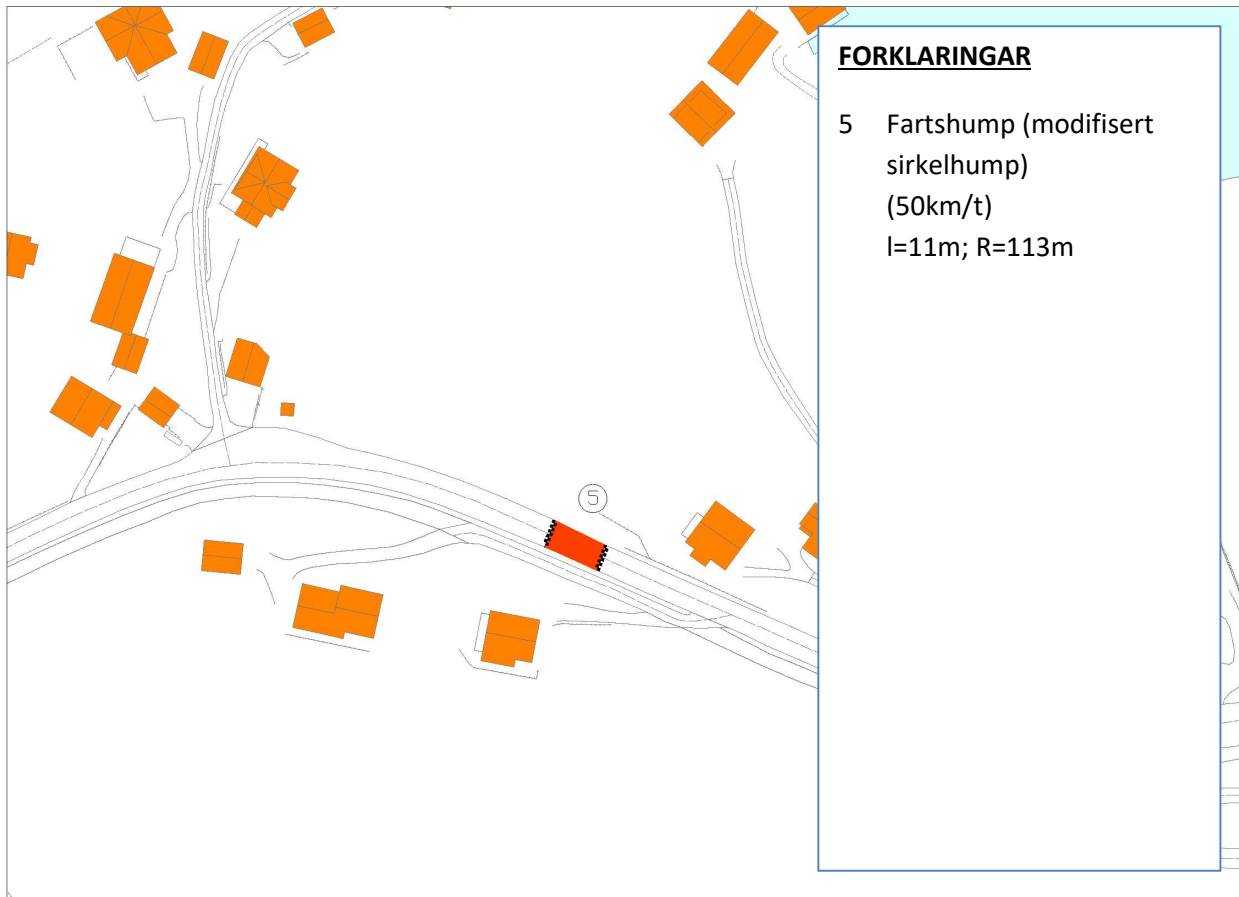 FORKLARINGAR
5 Fartshump (modifisert
sirkelhump)
(50km/t)
l=11m; R=113m
5